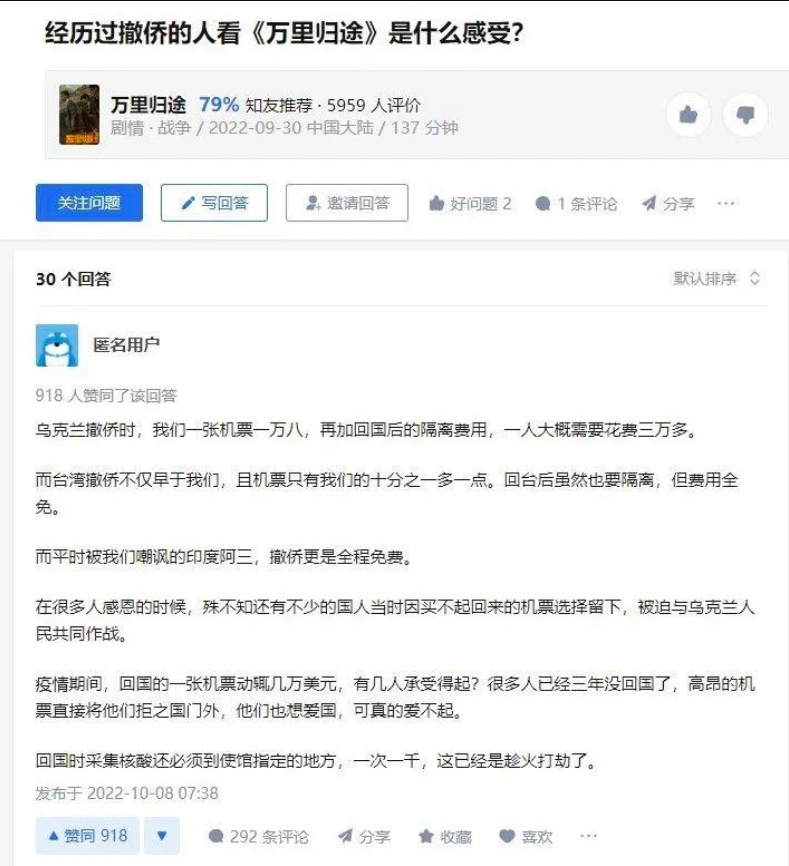 经历过撤侨的人看《万里归途》是什么感受？
万里归途 79% 知友推荐 · 5959 人评价
剧情 · 战争 / 2022-09-30 中国大陆 / 137 分钟
关注问题 写回答 邀请回答 好问题 2 1 条评论 分享 ···
30 个回答 默认排序
匿名用户
918 人赞同了该回答
乌克兰撤侨时，我们一张机票一万八，再加回国后的隔离费用，一人大概需要花费三万多。
而台湾撤侨不仅早于我们，且机票只有我们的十分之一多一点。回台后虽然也要隔离，但费用全
免。
而平时被我们嘲讽的印度阿三，撤侨更是全程免费。
在很多人感恩的时候，殊不知还有不少的国人当时因买不起回来的机票选择留下，被迫与乌克兰人
民共同作战。
疫情期间，回国的一张机票动辄几万美元，有几人承受得起？很多人已经三年没回国了，高昂的机
票直接将他们拒之国门外，他们也想爱国，可真的爱不起。
回国时采集核酸还必须到使馆指定的地方，一次一千，这已经是趁火打劫了。
发布于 2022-10-08 07:38
赞同 918 292 条评论 分享 收藏 喜欢 ···